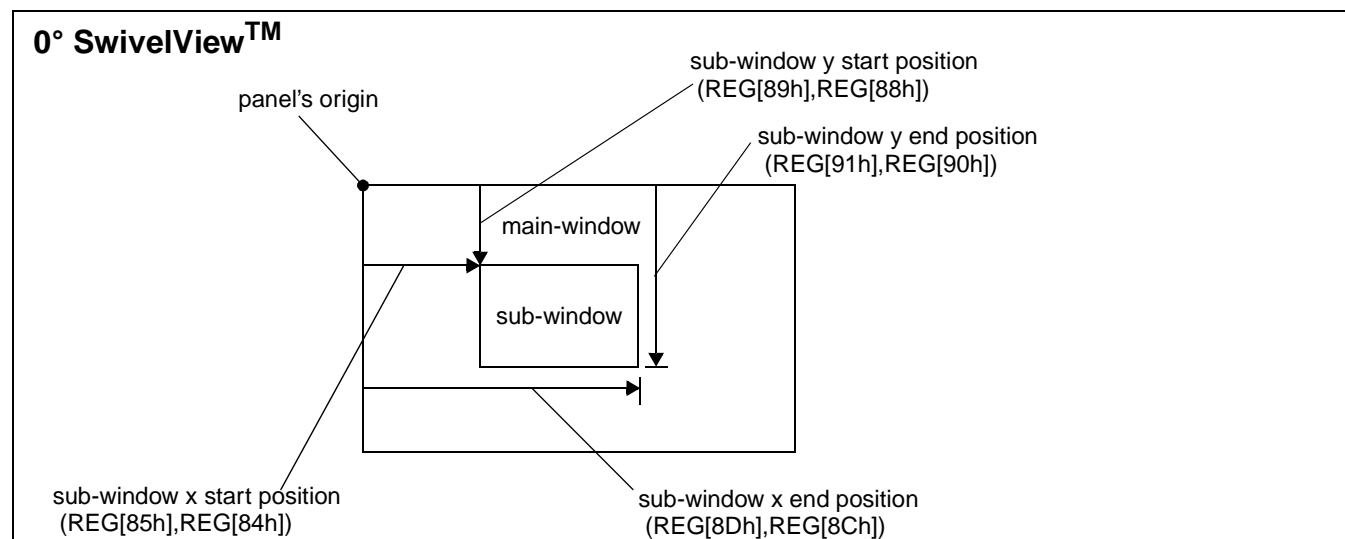 0° SwivelView™
sub-window y start position
(REG[89h],REG[88h])
panel's origin
sub-window y end position
(REG[91h],REG[90h])
main-window
sub-window
sub-window x start position
(REG[85h],REG[84h])
sub-window x end position
(REG[8Dh],REG[8Ch])